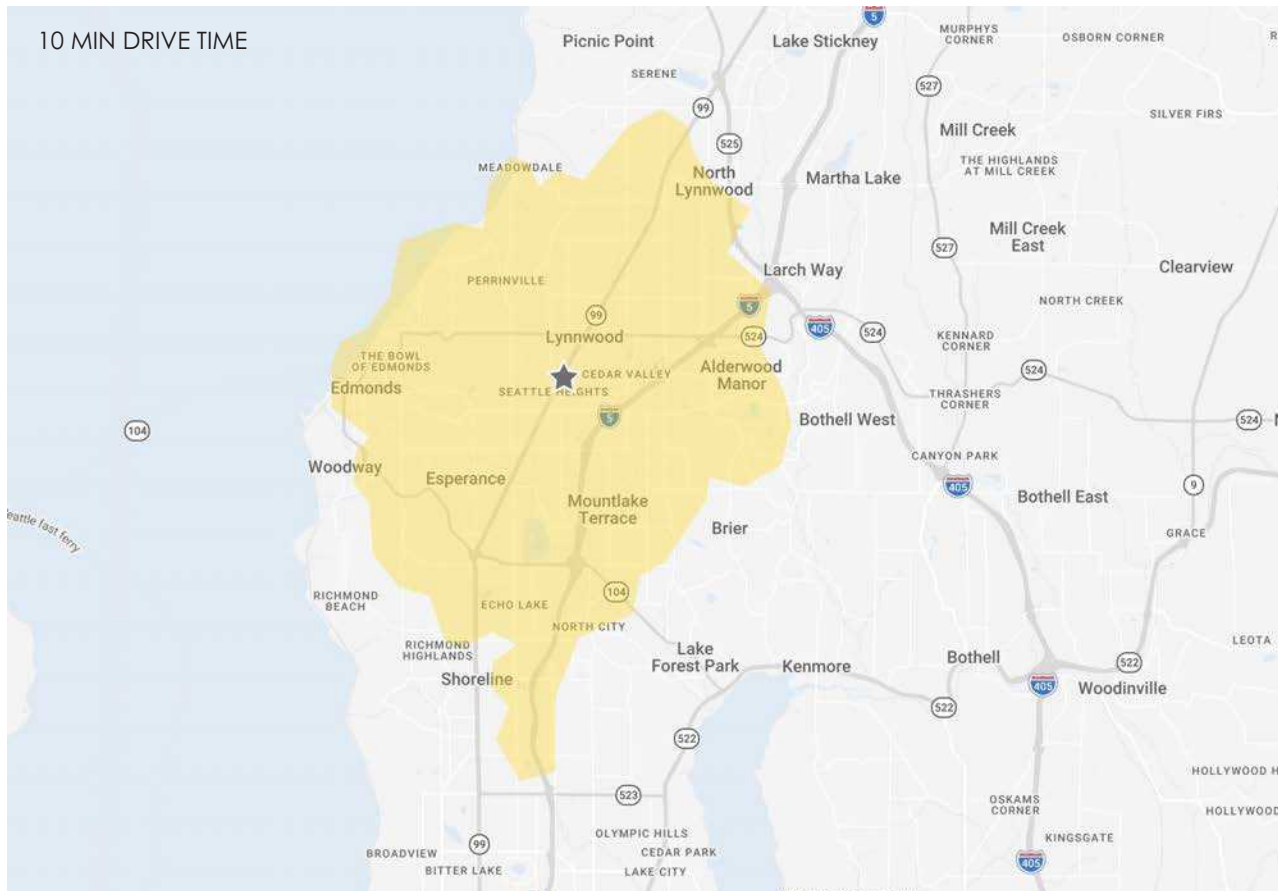 10 MIN DRIVE TIME
5
Picnic Point
Lake Stickney
MURPHYS
CORNER
OSBORN CORNER
SERENE
527
99
SILVER FIRS
525
Mill Creek
MEADOWDALE
North
Lynnwood
Martha Lake
THE HIGHLANDS
AT MILL CREEK
Mill Creek
East
527
Larch Way
Clearview
PERRINVILLE
5
NORTH CREEK
99
405
524
Lynnwood
524
KENNARD
CORNER
THE BOWL
OF EDMONDS
CEDAR VALLEY
Alderwood
Manor
524
Edmonds
SEATTLE HEIGHTS
THRASHERS
CORNER
5
Bothell West
524
104
CANYON PARK
Woodway
Esperance
405
9
Mountlake
Terrace
Bothell East
Brier
seattle fast ferry
GRACE
RICHMOND
BEACH
104
ECHO LAKE
NORTH CITY
LEOTA
RICHMOND
HIGHLANDS
Lake
Forest Park
Kenmore
Bothell
522
Shoreline
405
Woodinville
522
522
HOLLYWOOD H
523
OSKAMS
CORNER
HOLLYWOOD
OLYMPIC HILLS
KINGSGATE
99
BROADVIEW
CEDAR PARK
405
BITTER LAKE
LAKE CITY